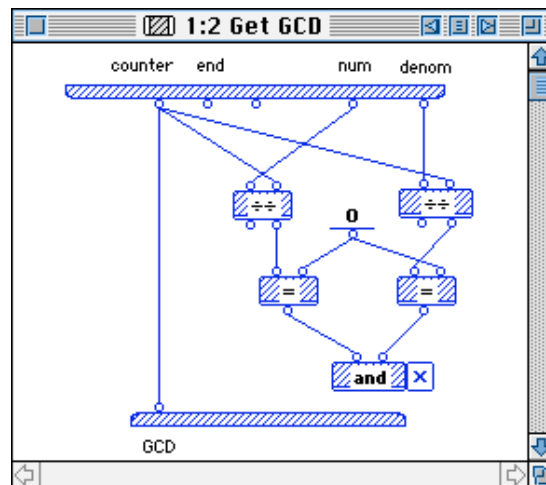 1:2 Get GCD
counter end num denom
÷÷ ÷÷
0
= =
and
GCD